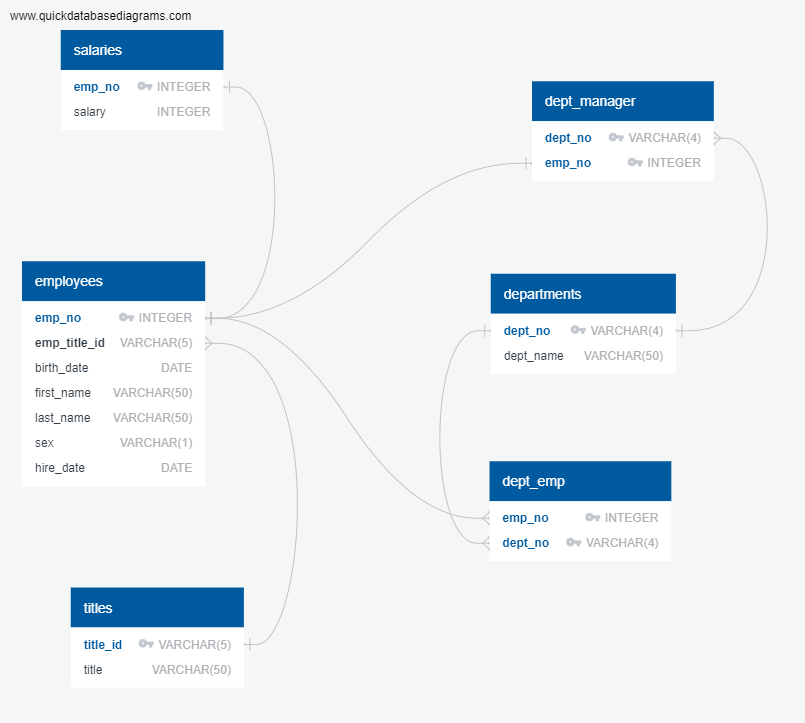 www.quickdatabasediagrams.com
salaries
emp_no INTEGER
salary INTEGER
dept_manager
dept_no VARCHAR(4)
emp_no INTEGER
employees
emp_no INTEGER
emp_title_id VARCHAR(5)
birth_date DATE
first_name VARCHAR(50)
last_name VARCHAR(50)
sex VARCHAR(1)
hire_date DATE
departments
dept_no VARCHAR(4)
dept_name VARCHAR(50)
dept_emp
emp_no INTEGER
dept_no VARCHAR(4)
titles
title_id VARCHAR(5)
title VARCHAR(50)